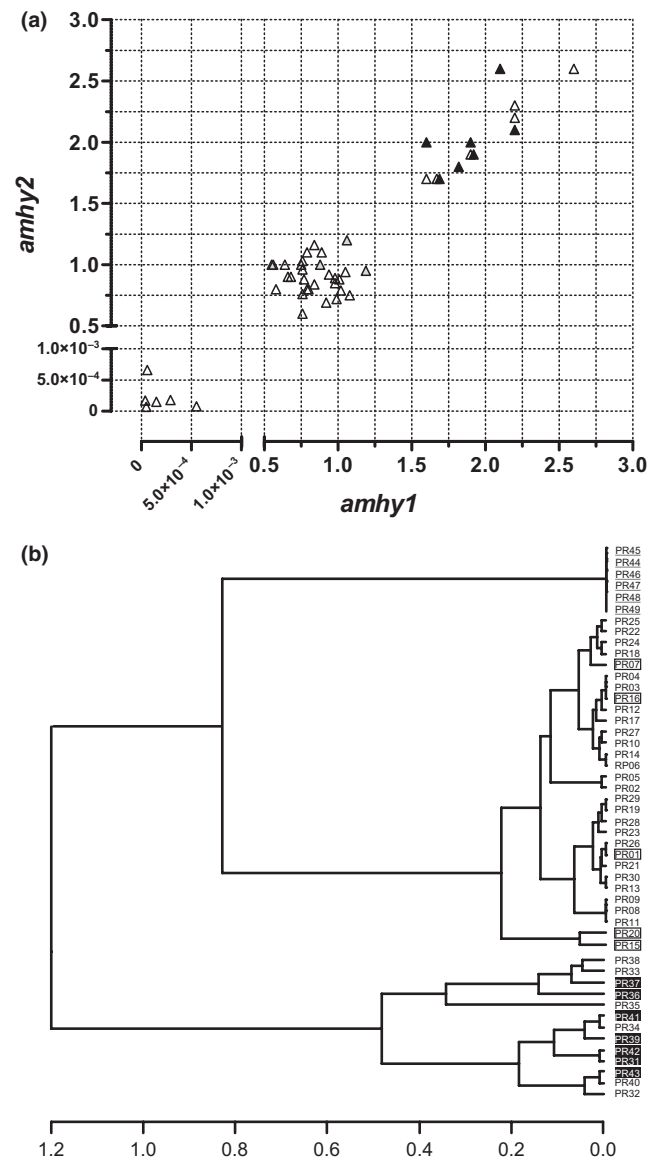 (a)
3.0
2.5
2.0
1.5
1.0
0.5
1.0×10⁻³
5.0×10⁻⁴
0
amhy2
0
5.0×10⁻⁴
1.0×10⁻³
0.5
1.0
1.5
2.0
2.5
3.0
amhy1
(b)
PR45
PR44
PR46
PR47
PR48
PR49
PR25
PR22
PR24
PR18
PR07
PR04
PR03
PR16
PR12
PR17
PR27
PR10
PR14
RP06
PR05
PR02
PR29
PR19
PR28
PR23
PR26
PR01
PR21
PR30
PR13
PR09
PR08
PR11
PR20
PR15
PR38
PR33
PR37
PR36
PR35
PR41
PR34
PR39
PR42
PR31
PR43
PR40
PR32
1.2 1.0 0.8 0.6 0.4 0.2 0.0